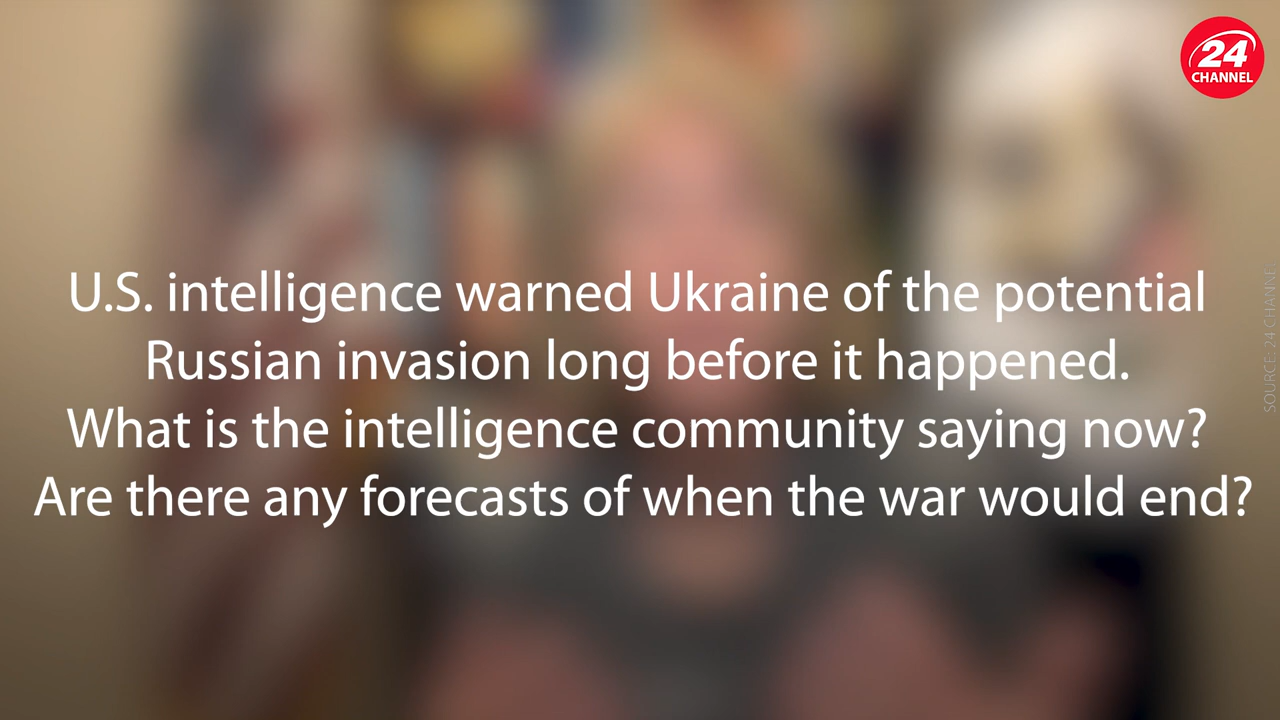 24
CHANNEL
U.S. intelligence warned Ukraine of the potential
Russian invasion long before it happened.
What is the intelligence community saying now?
Are there any forecasts of when the war would end?
SOURCE: 24 CHANNEL